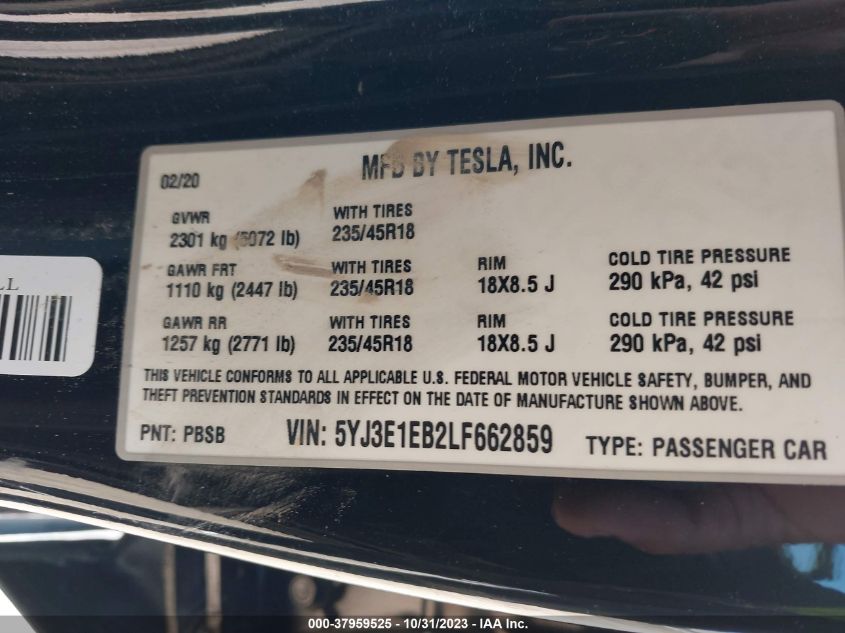 02/20
MFD BY TESLA, INC.
GVWR
2301 kg (5072 lb)
WITH TIRES
235/45R18
GAWR FRT
1110 kg (2447 lb)
WITH TIRES
235/45R18
RIM
18X8.5 J
COLD TIRE PRESSURE
290 kPa, 42 psi
GAWR RR
1257 kg (2771 lb)
WITH TIRES
235/45R18
RIM
18X8.5 J
COLD TIRE PRESSURE
290 kPa, 42 psi
THIS VEHICLE CONFORMS TO ALL APPLICABLE U.S. FEDERAL MOTOR VEHICLE SAFETY, BUMPER, AND
THEFT PREVENTION STANDARDS IN EFFECT ON THE DATE OF MANUFACTURE SHOWN ABOVE.
PNT: PBSB
VIN: 5YJ3E1EB2LF662859
TYPE: PASSENGER CAR
000-37959525 - 10/31/2023 - IAA Inc.